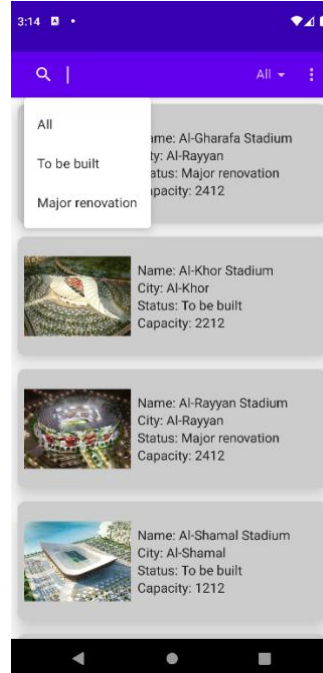 3:14
All
All
To be built
Major renovation
Name: Al-Gharafa Stadium
City: Al-Rayyan
Status: Major renovation
Capacity: 2412
Name: Al-Khor Stadium
City: Al-Khor
Status: To be built
Capacity: 2212
Name: Al-Rayyan Stadium
City: Al-Rayyan
Status: Major renovation
Capacity: 2412
Name: Al-Shamal Stadium
City: Al-Shamal
Status: To be built
Capacity: 1212